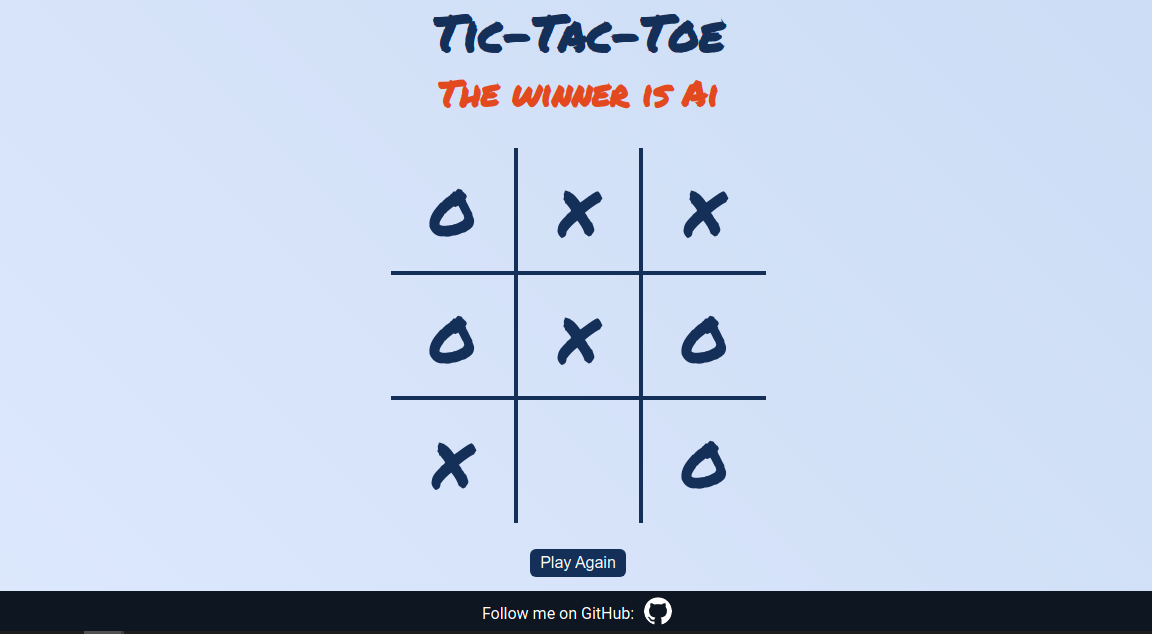 Tic-Tac-Toe
The winner is Ai
O X X
O X O
X O
Play Again
Follow me on GitHub: